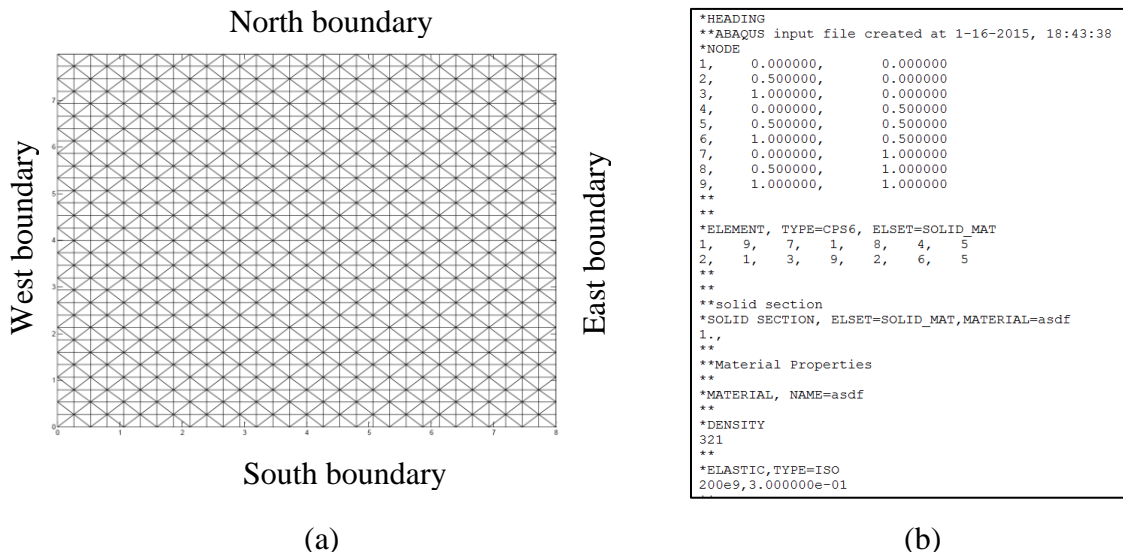 North boundary
West boundary
7
6
5
4
3
2
1
0
0 1 2 3 4 5 6 7 8
East boundary
South boundary
(a)
*HEADING
**ABAQUS input file created at 1-16-2015, 18:43:38
*NODE
1, 0.000000, 0.000000
2, 0.500000, 0.000000
3, 1.000000, 0.000000
4, 0.000000, 0.500000
5, 0.500000, 0.500000
6, 1.000000, 0.500000
7, 0.000000, 1.000000
8, 0.500000, 1.000000
9, 1.000000, 1.000000
**
**
*ELEMENT, TYPE=CPS6, ELSET=SOLID_MAT
1, 9, 7, 1, 8, 4, 5
2, 1, 3, 9, 2, 6, 5
**
**
**solid section
*SOLID SECTION, ELSET=SOLID_MAT,MATERIAL=asdf
1.,
**
**Material Properties
**
*MATERIAL, NAME=asdf
**
*DENSITY
321
**
*ELASTIC,TYPE=ISO
200e9,3.000000e-01
**
(b)